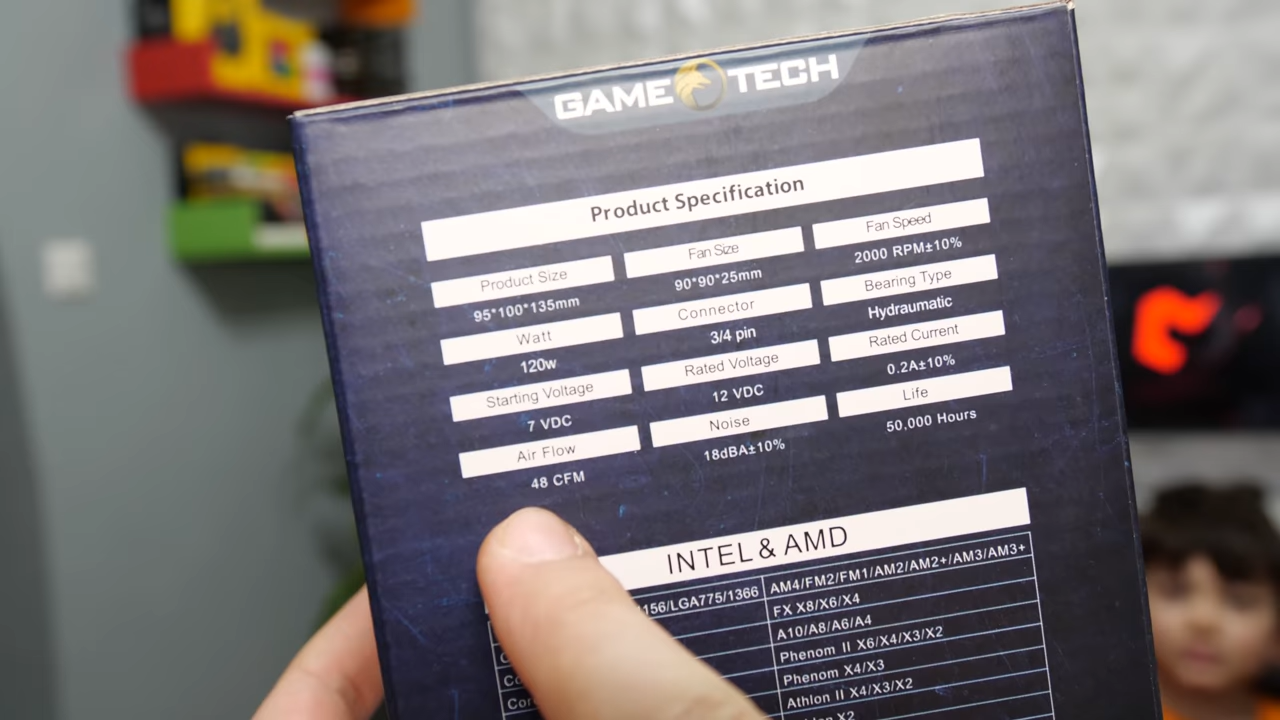 GAME TECH
Product Specification
Product Size Fan Size Fan Speed
95*100*135mm 90*90*25mm 2000 RPM±10%
Watt Connector Bearing Type
120w 3/4 pin Hydraumatic
Starting Voltage Rated Voltage Rated Current
7 VDC 12 VDC 0.2A±10%
Air Flow Noise Life
48 CFM 18dBA±10% 50,000 Hours
INTEL & AMD
156/LGA775/1366 AM4/FM2/FM1/AM2/AM2+/AM3/AM3+
FX X8/X6/X4
A10/A8/A6/A4
Phenom II X6/X4/X3/X2
Phenom X4/X3
Athlon II X4/X3/X2
X2